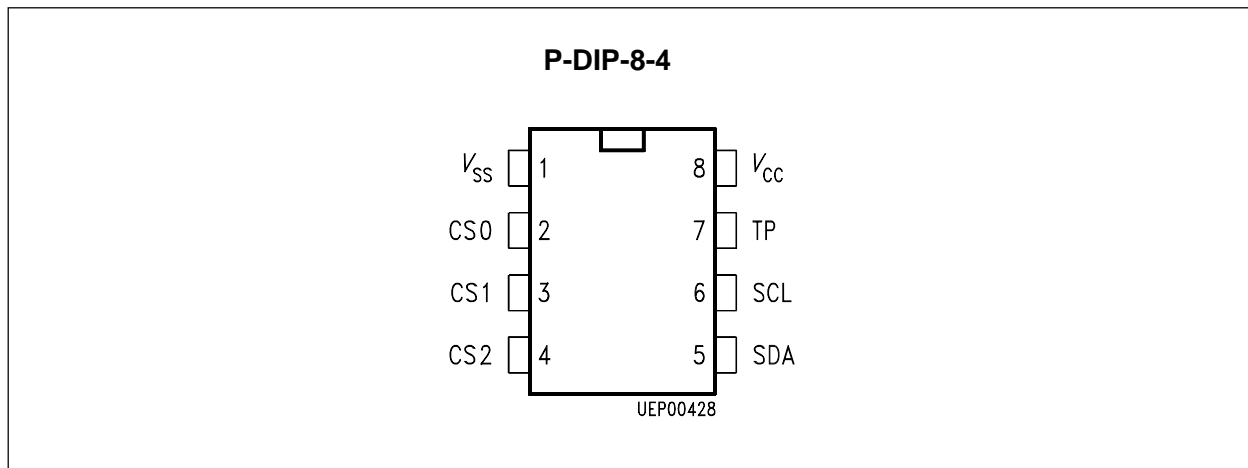 P-DIP-8-4
VSS 1 8 VCC
CS0 2 7 TP
CS1 3 6 SCL
CS2 4 5 SDA
UEP00428